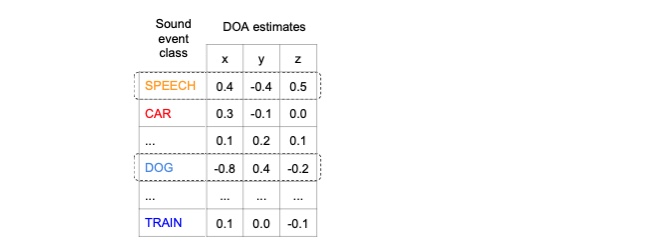 Sound event class DOA estimates
x y z
SPEECH 0.4 -0.4 0.5
CAR 0.3 -0.1 0.0
... 0.1 0.2 0.1
DOG -0.8 0.4 -0.2
... ... ... ...
TRAIN 0.1 0.0 -0.1